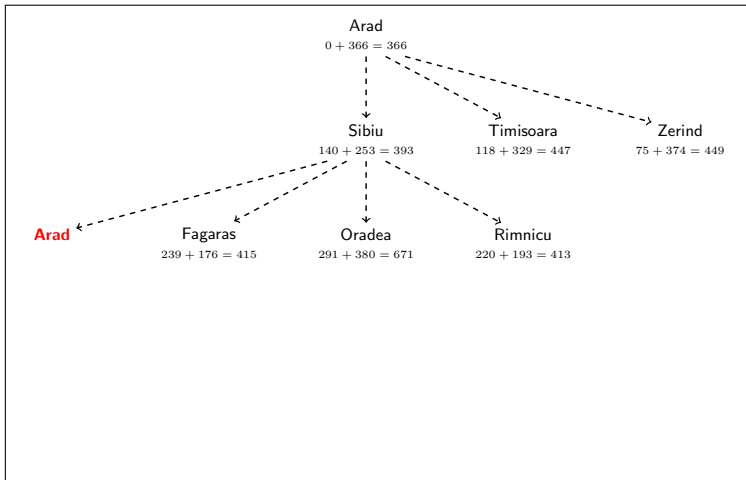 Arad
0 + 366 = 366
Sibiu
140 + 253 = 393
Timisoara
118 + 329 = 447
Zerind
75 + 374 = 449
Arad
Fagaras
239 + 176 = 415
Oradea
291 + 380 = 671
Rimnicu
220 + 193 = 413